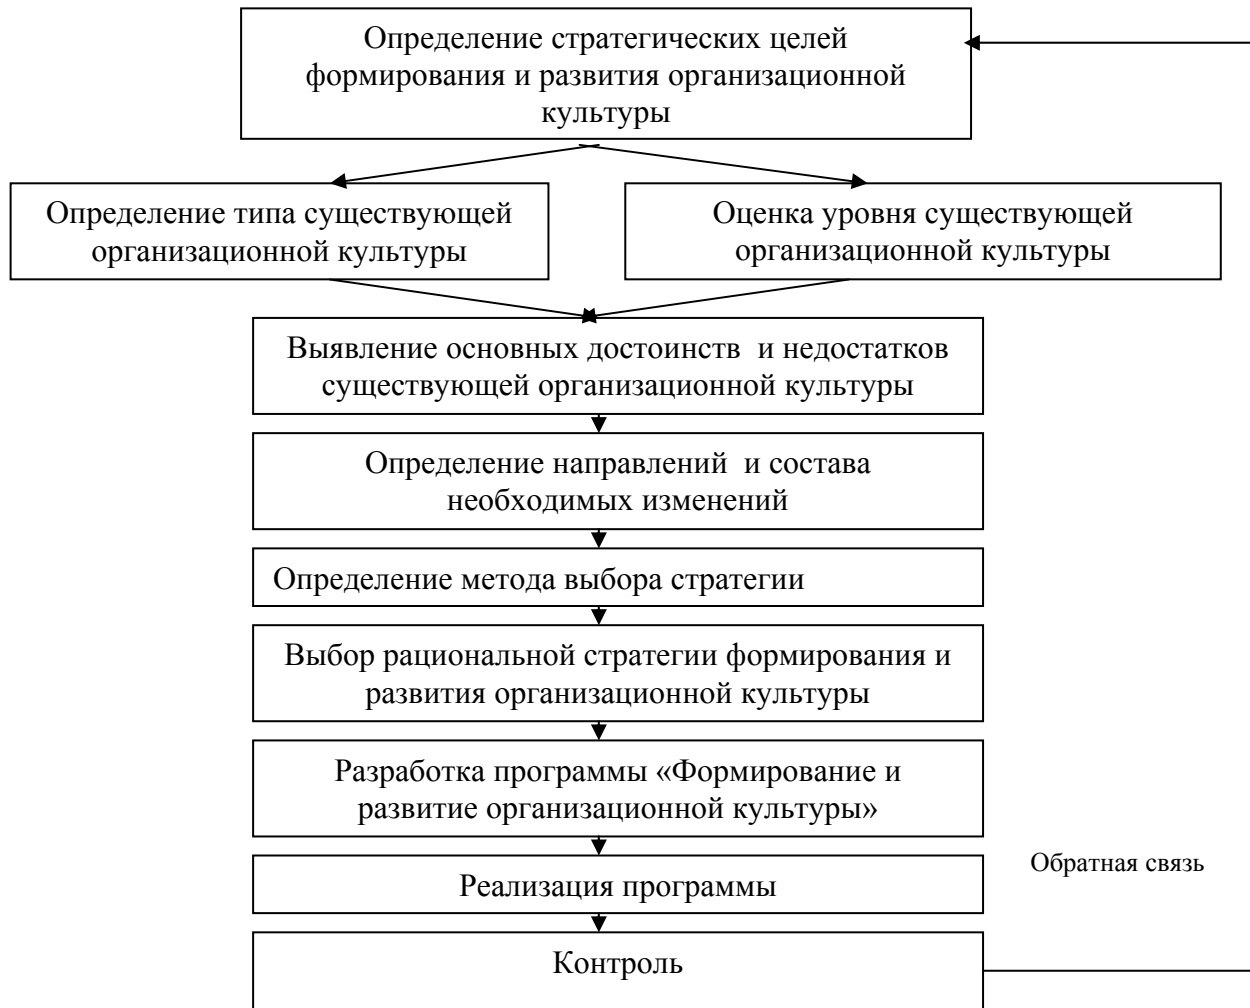 Определение стратегических целей
формирования и развития организационной
культуры
Определение типа существующей
организационной культуры
Оценка уровня существующей
организационной культуры
Выявление основных достоинств и недостатков
существующей организационной культуры
Определение направлений и состава
необходимых изменений
Определение метода выбора стратегии
Выбор рациональной стратегии формирования и
развития организационной культуры
Разработка программы «Формирование и
развитие организационной культуры»
Обратная связь
Реализация программы
Контроль